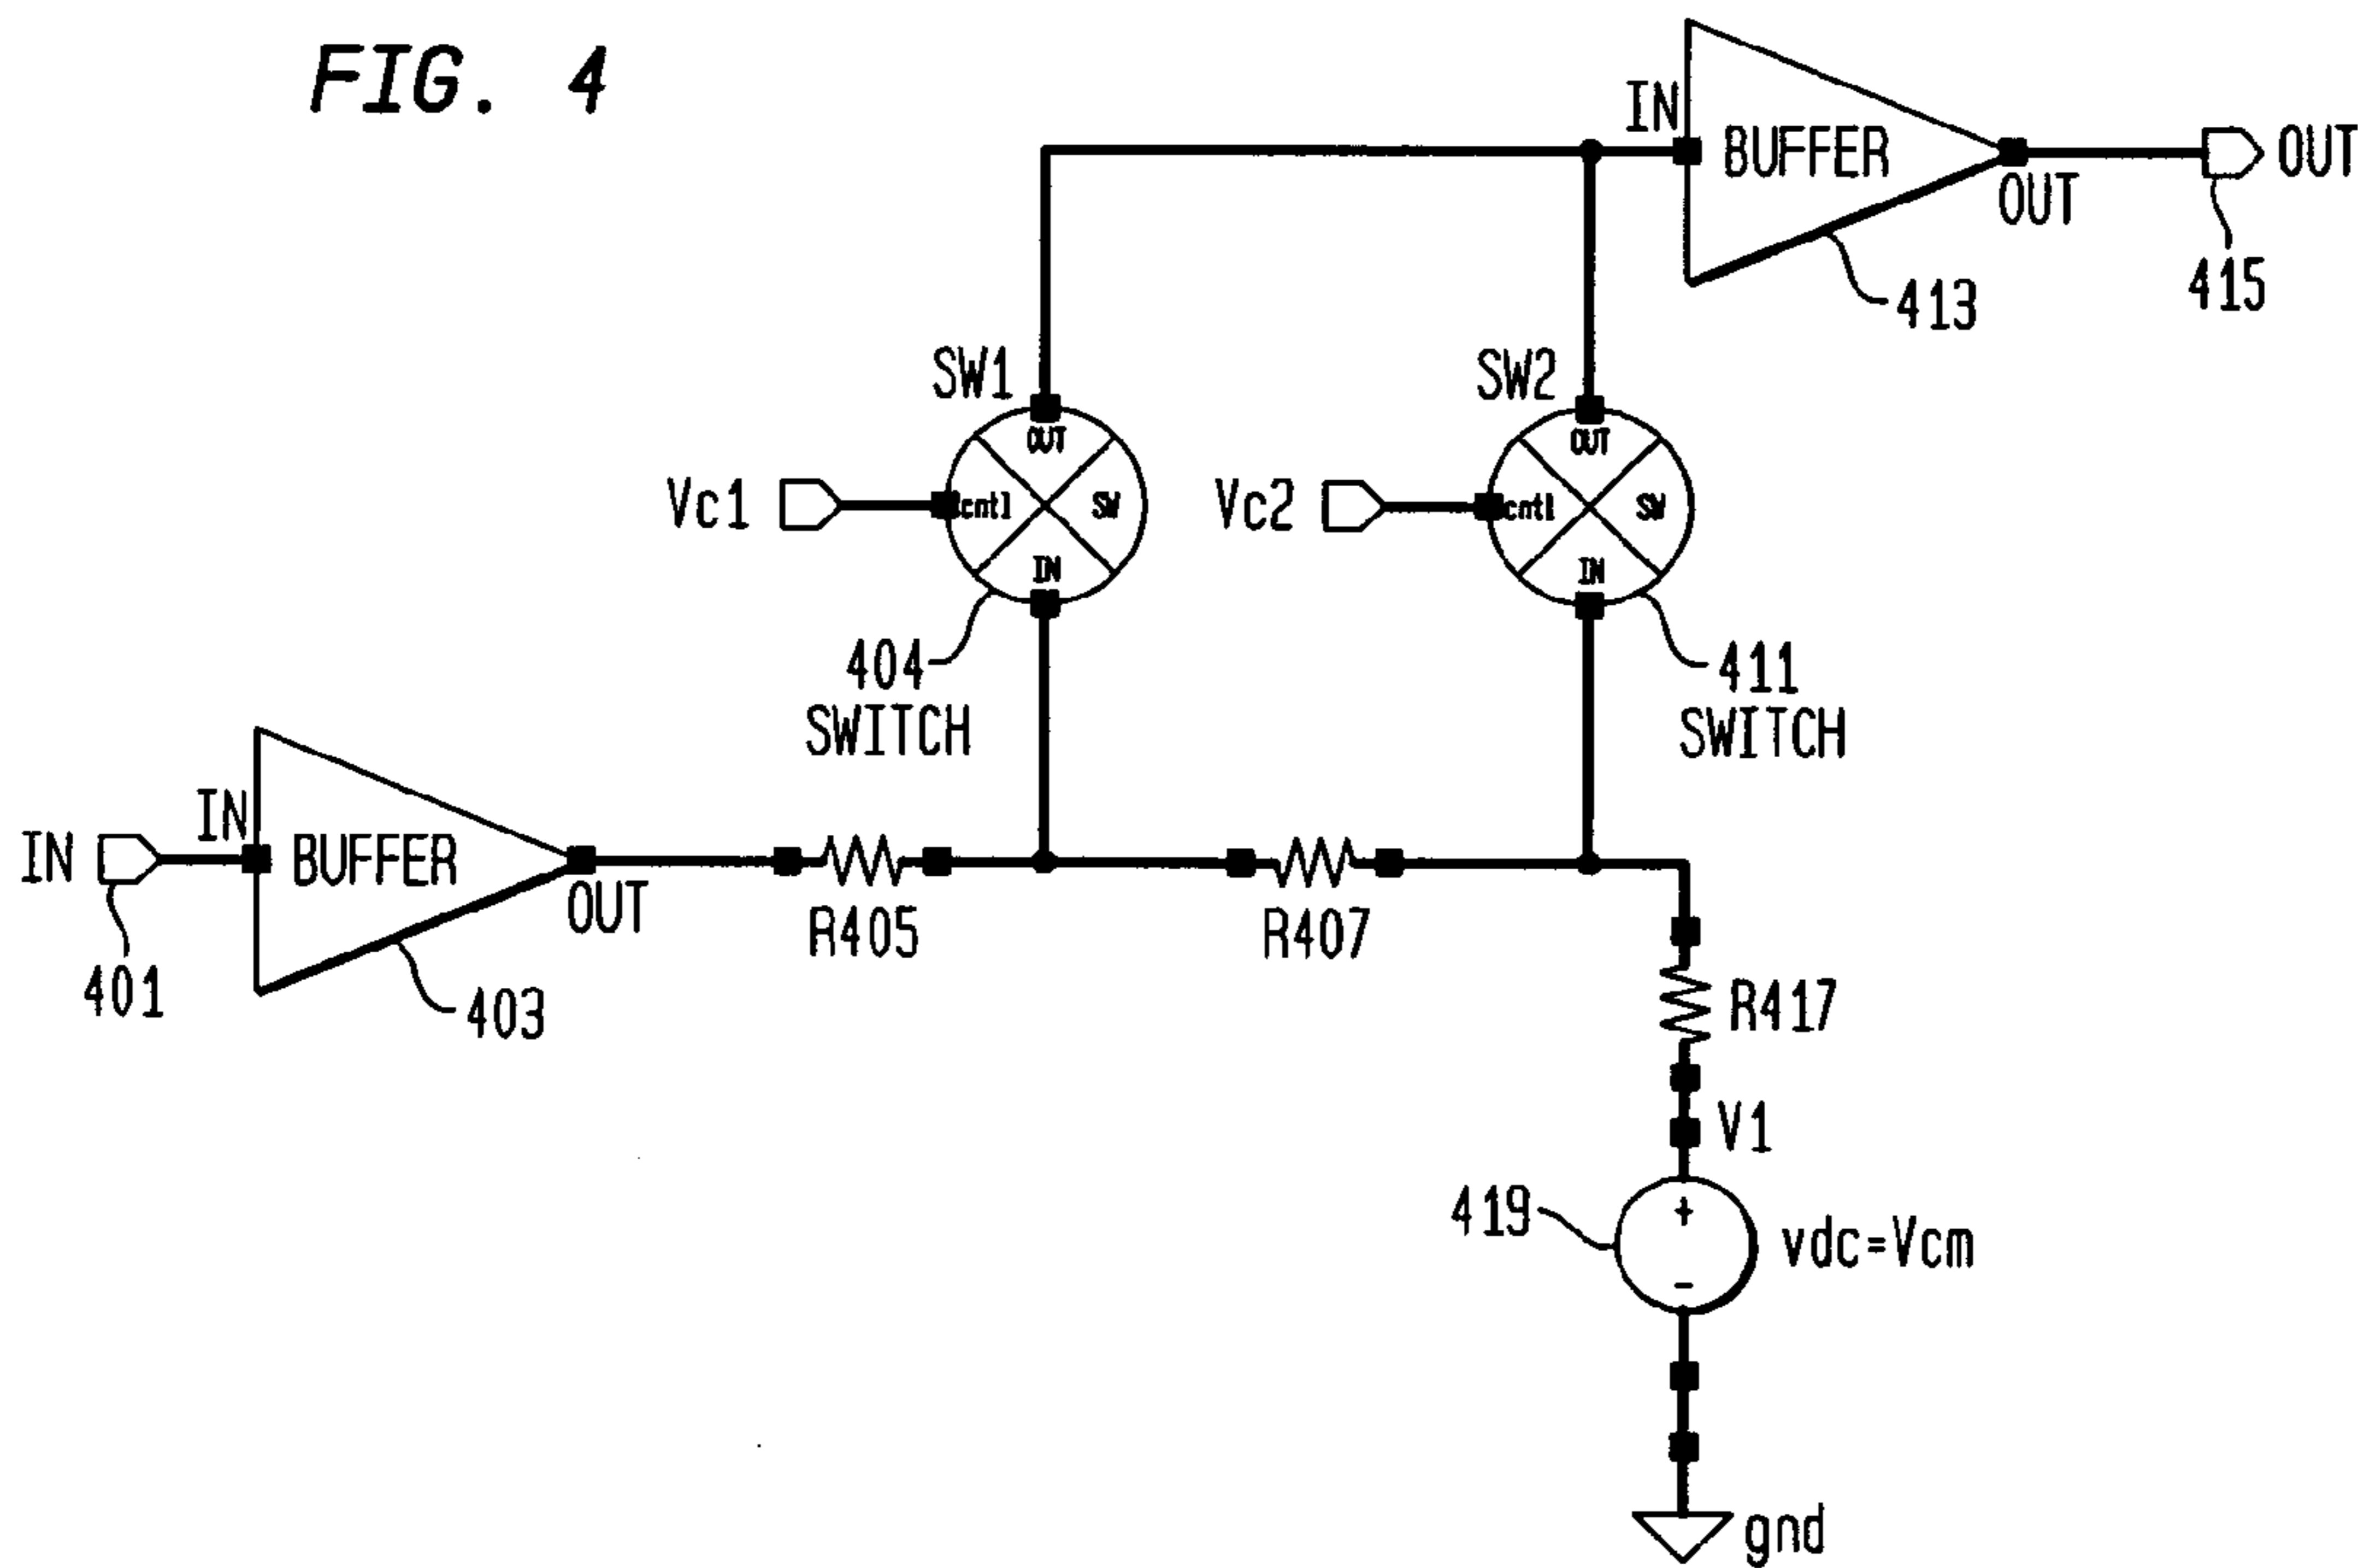 FIG. 4
IN
BUFFER
OUT
OUT
415
413
SW1
SW2
OUT
OUT
Vc1
cntl
SW
Vc2
cntl
SW
IN
IN
404
SWITCH
411
SWITCH
IN
IN
BUFFER
OUT
401
403
R405
R407
R417
V1
419
+
-
vdc=Vcm
gnd